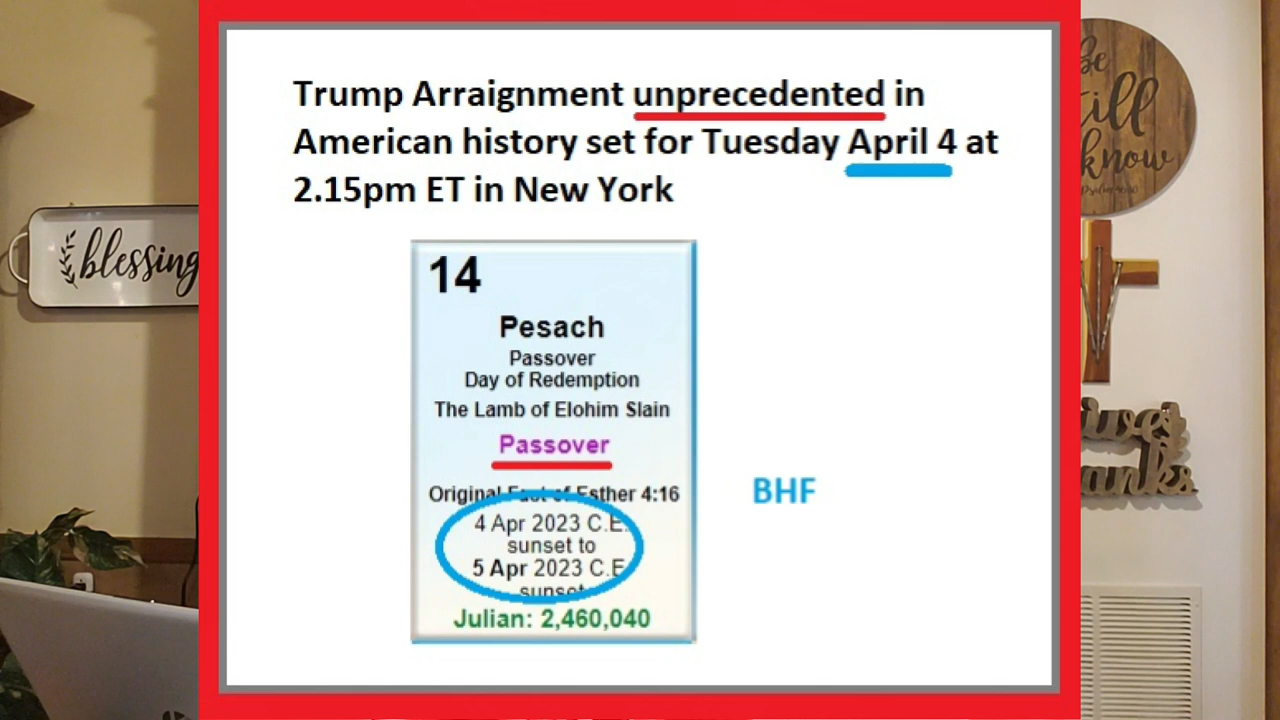 Trump Arraignment unprecedented in
American history set for Tuesday April 4 at
2.15pm ET in New York
14
Pesach
Passover
Day of Redemption
The Lamb of Elohim Slain
Passover
Original Fast of Esther 4:16
4 Apr 2023 C.E.
sunset to
5 Apr 2023 C.E
sunset
Julian: 2,460,040
BHF
blessing
know